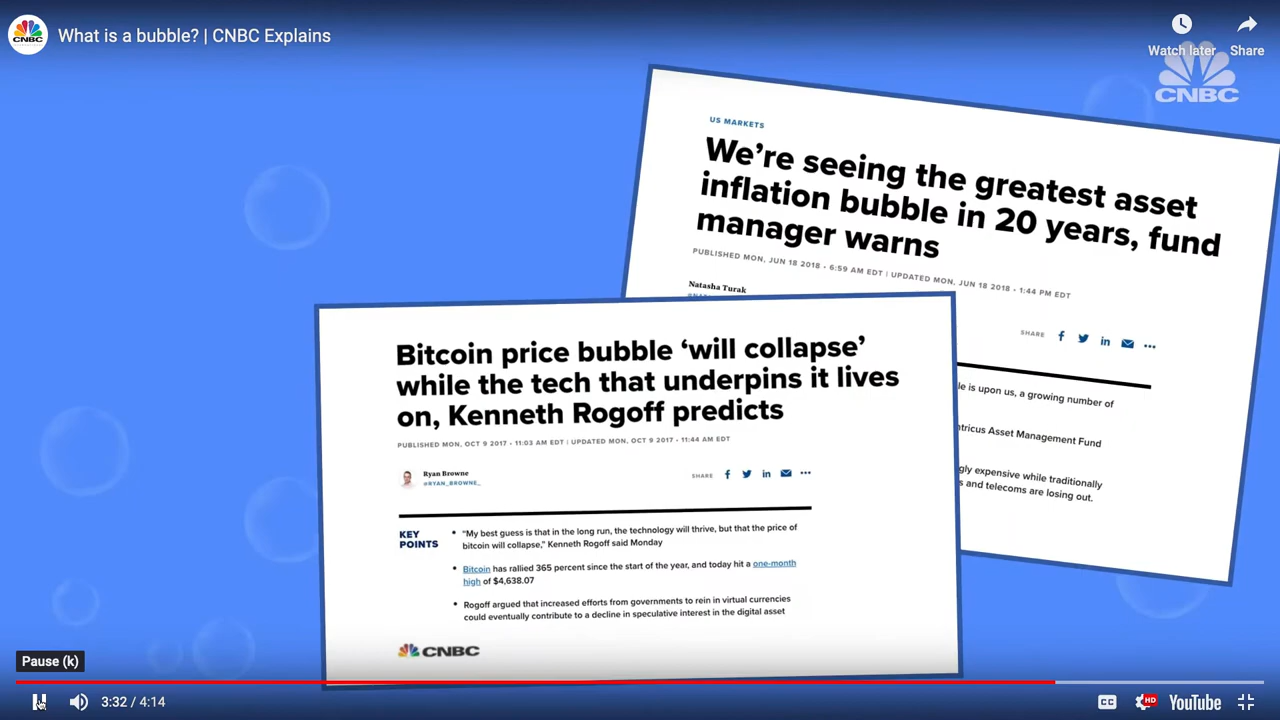 What is a bubble? | CNBC Explains
Watch later
Share
CNBC
US MARKETS
We're seeing the greatest asset
inflation bubble in 20 years, fund
manager warns
PUBLISHED MON, JUN 18 2018 • 6:59 AM EDT | UPDATED MON, JUN 18 2018 • 1:44 PM EDT
Natasha Turak
SHARE
le is upon us, a growing number of
ntricus Asset Management Fund
gly expensive while traditionally
s and telecoms are losing out.
Bitcoin price bubble ‘will collapse’
while the tech that underpins it lives
on, Kenneth Rogoff predicts
PUBLISHED MON, OCT 9 2017 • 11:03 AM EDT | UPDATED MON, OCT 9 2017 • 11:44 AM EDT
Ryan Browne
@RYAN_BROWNE_
SHARE
KEY
POINTS
• “My best guess is that in the long run, the technology will thrive, but that the price of
bitcoin will collapse,” Kenneth Rogoff said Monday
• Bitcoin has rallied 365 percent since the start of the year, and today hit a one-month
high of $4,638.07
• Rogoff argued that increased efforts from governments to rein in virtual currencies
could eventually contribute to a decline in speculative interest in the digital asset
CNBC
Pause (k)
3:32 / 4:14
CC
HD
YouTube